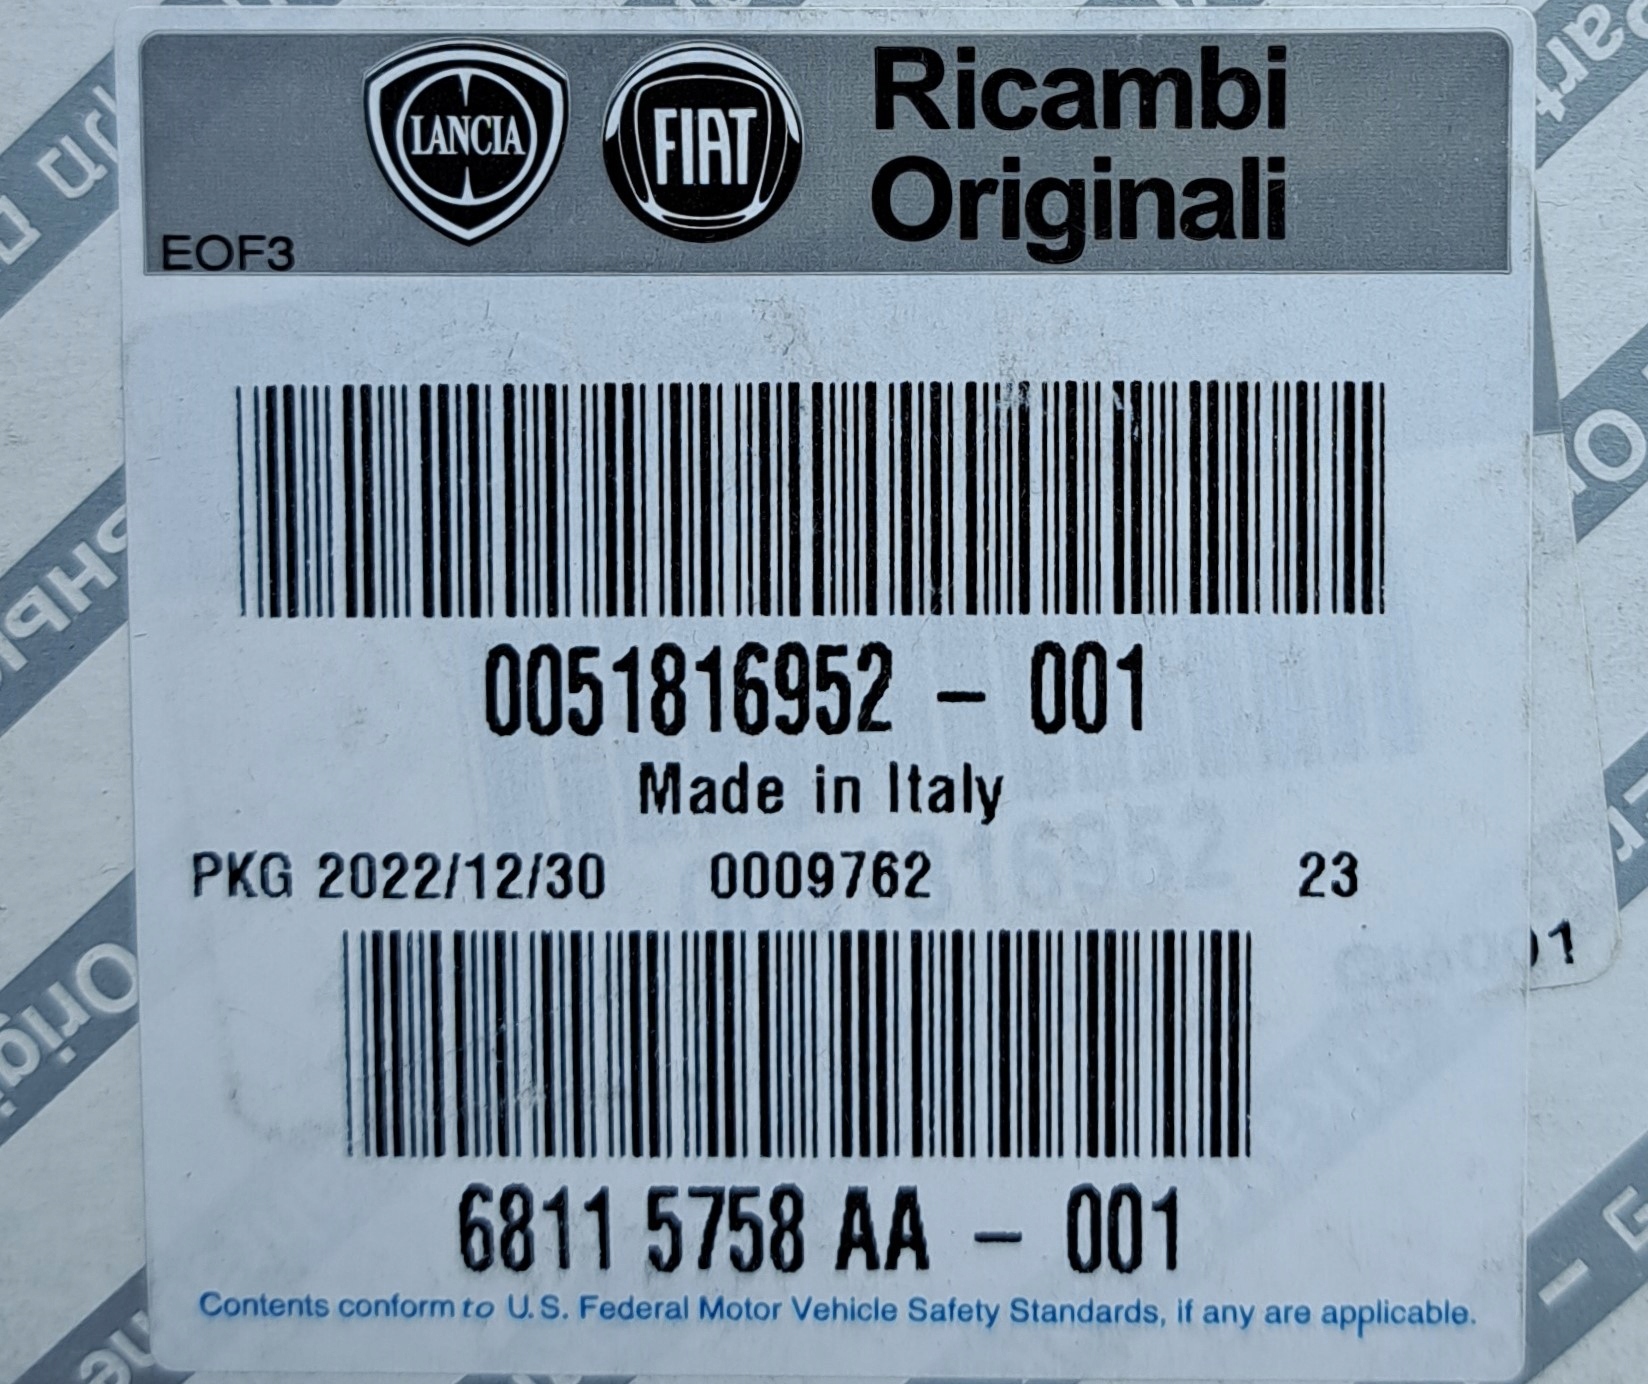 LANCIA FIAT Ricambi
Originali
EOF3
0051816952 - 001
Made in Italy
PKG 2022/12/30 0009762 23
6811 5758 AA - 001
Contents conform to U.S. Federal Motor Vehicle Safety Standards, if any are applicable.